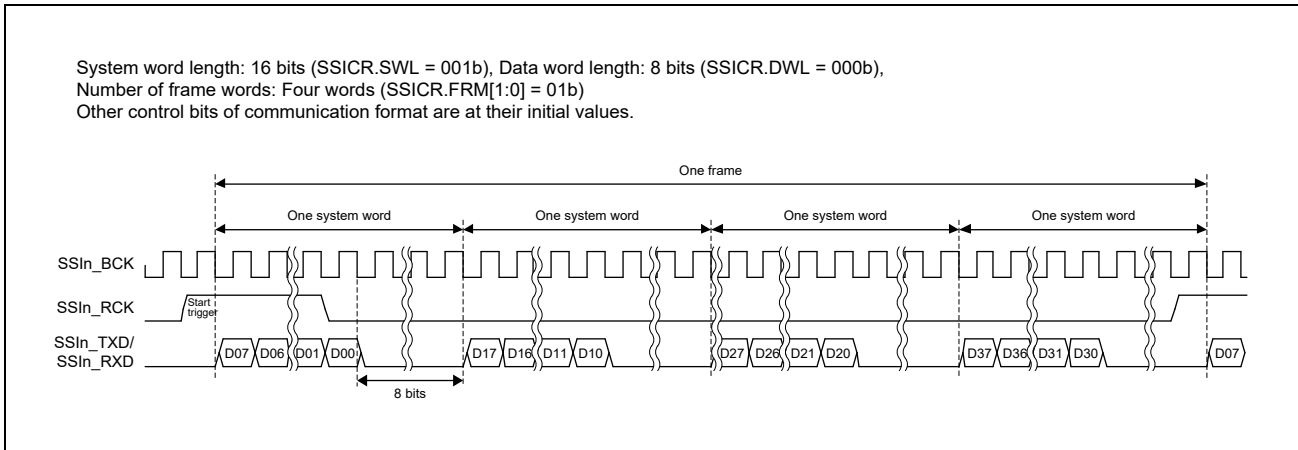 System word length: 16 bits (SSICR.SWL = 001b), Data word length: 8 bits (SSICR.DWL = 000b),
Number of frame words: Four words (SSICR.FRM[1:0] = 01b)
Other control bits of communication format are at their initial values.
One frame
One system word One system word One system word One system word
SSIn_BCK
SSIn_RCK
Start
trigger
SSIn_TXD/
SSIn_RXD
D07 D06 D01 D00 D17 D16 D11 D10 D27 D26 D21 D20 D37 D36 D31 D30 D07
8 bits